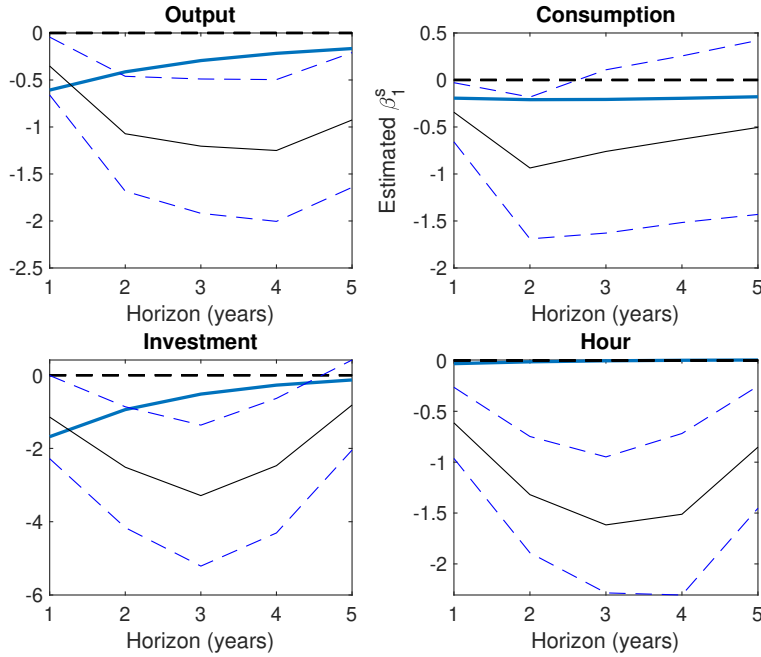 Output
0
-0.5
-1
-1.5
-2
-2.5
1 2 3 4 5
Horizon (years)
Consumption
Estimated β₁ˢ
0.5
0
-0.5
-1
-1.5
-2
1 2 3 4 5
Horizon (years)
Investment
0
-2
-4
-6
1 2 3 4 5
Horizon (years)
Hour
0
-0.5
-1
-1.5
-2
1 2 3 4 5
Horizon (years)